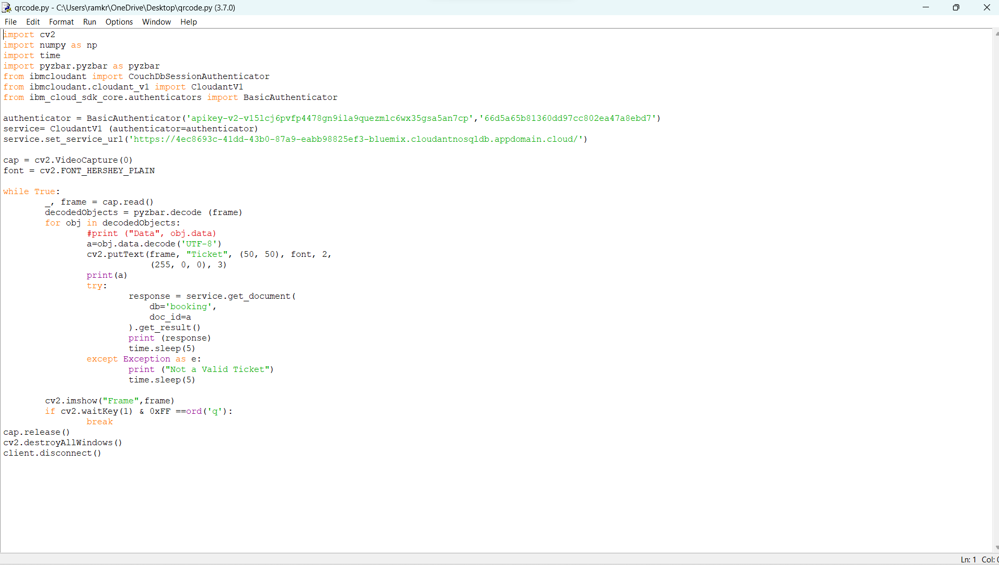 qrcode.py - C:\Users\ramkr\OneDrive\Desktop\qrcode.py (3.7.0)
File Edit Format Run Options Window Help
import cv2
import numpy as np
import time
import pyzbar.pyzbar as pyzbar
from ibmcloudant import CouchDbSessionAuthenticator
from ibmcloudant.cloudant_v1 import CloudantV1
from ibm_cloud_sdk_core.authenticators import BasicAuthenticator

authenticator = BasicAuthenticator('apikey-v2-v15lcj6pvfp4478gn9ila9quezmlc6wx35gsa5an7cp','66d5a65b81360dd97cc802ea47a8ebd7')
service= CloudantV1 (authenticator=authenticator)
service.set_service_url('https://4ec8693c-41dd-43b0-87a9-eabb98825ef3-bluemix.cloudantnosqldb.appdomain.cloud/')

cap = cv2.VideoCapture(0)
font = cv2.FONT_HERSHEY_PLAIN

while True:
        _, frame = cap.read()
        decodedObjects = pyzbar.decode (frame)
        for obj in decodedObjects:
                #print ("Data", obj.data)
                a=obj.data.decode('UTF-8')
                cv2.putText(frame, "Ticket", (50, 50), font, 2,
                            (255, 0, 0), 3)
                print(a)
                try:
                        response = service.get_document(
                            db='booking',
                            doc_id=a
                        ).get_result()
                        print (response)
                        time.sleep(5)
                except Exception as e:
                        print ("Not a Valid Ticket")
                        time.sleep(5)

        cv2.imshow("Frame",frame)
        if cv2.waitKey(1) & 0xFF ==ord('q'):
                break
cap.release()
cv2.destroyAllWindows()
client.disconnect()
Ln: 1 Col: 0